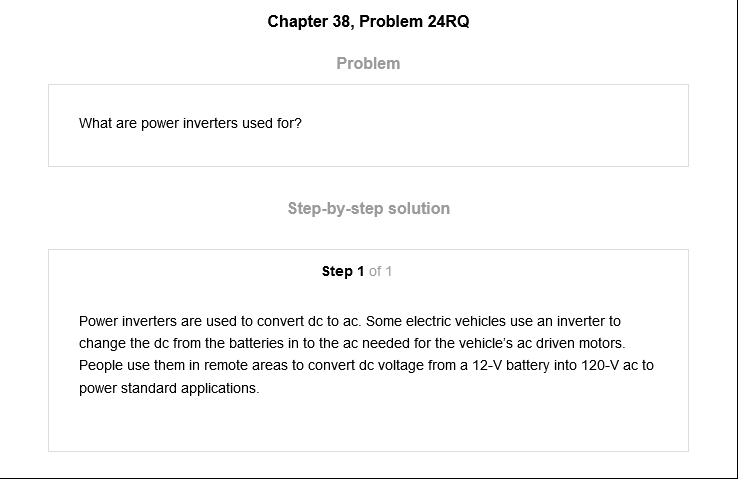 Chapter 38, Problem 24RQ
Problem
What are power inverters used for?
Step-by-step solution
Step 1 of 1
Power inverters are used to convert dc to ac. Some electric vehicles use an inverter to
change the dc from the batteries in to the ac needed for the vehicle's ac driven motors.
People use them in remote areas to convert dc voltage from a 12-V battery into 120-V ac to
power standard applications.